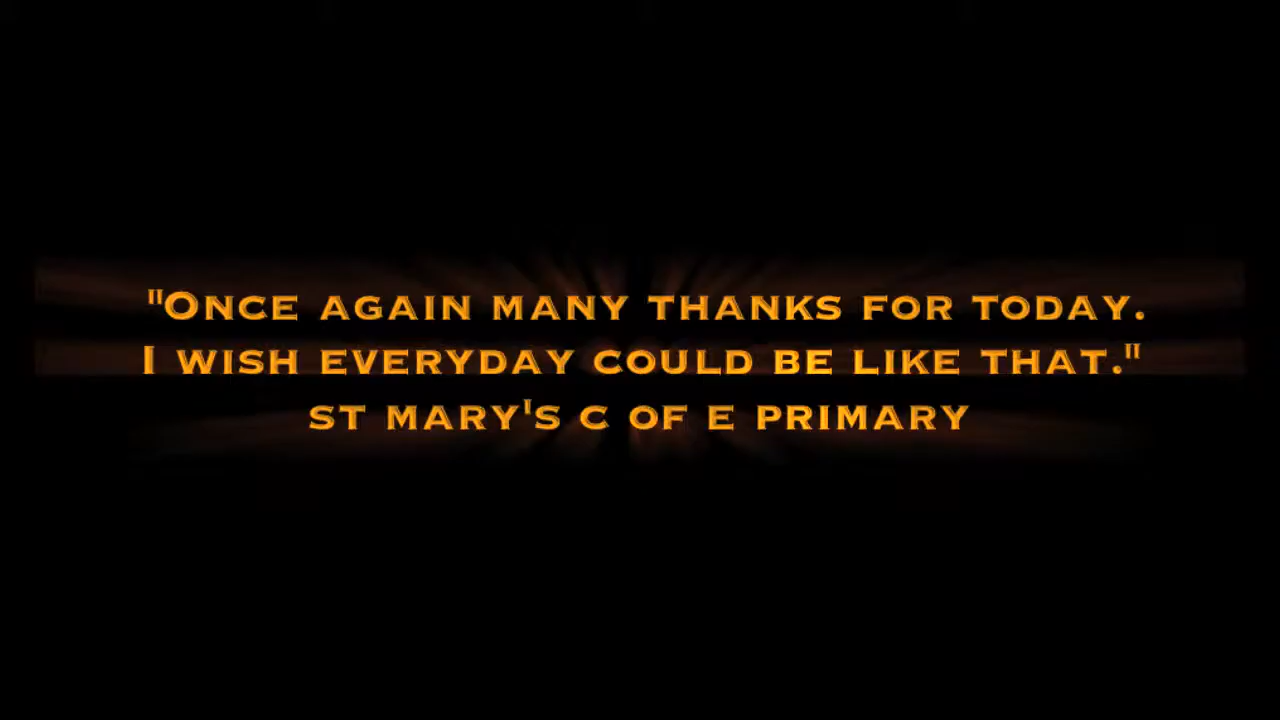 "Once again many thanks for today.
I wish everyday could be like that."
st mary's c of e primary